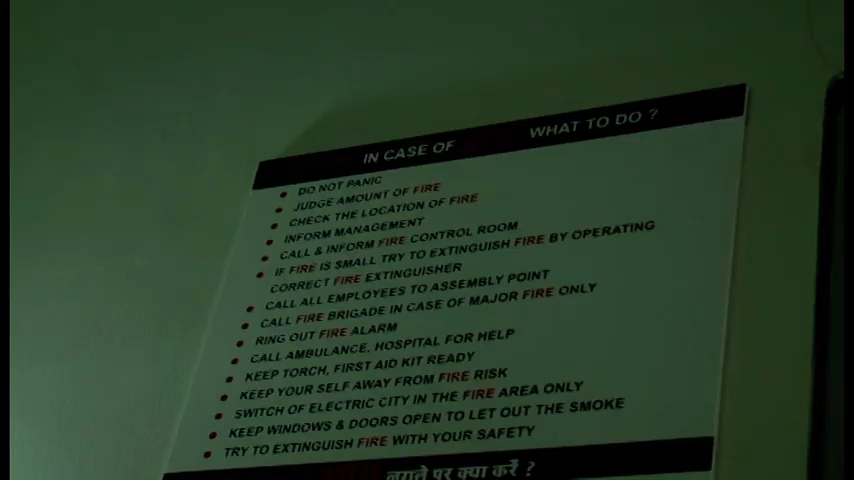 IN CASE OF WHAT TO DO ?
DO NOT PANIC
JUDGE AMOUNT OF FIRE
CHECK THE LOCATION OF FIRE
INFORM MANAGEMENT
CALL & INFORM FIRE CONTROL ROOM
IF FIRE IS SMALL TRY TO EXTINGUISH FIRE BY OPERATING
CORRECT FIRE EXTINGUISHER
CALL ALL EMPLOYEES TO ASSEMBLY POINT
CALL FIRE BRIGADE IN CASE OF MAJOR FIRE ONLY
RING OUT FIRE ALARM
CALL AMBULANCE, HOSPITAL FOR HELP
KEEP TORCH, FIRST AID KIT READY
KEEP YOUR SELF AWAY FROM FIRE RISK
SWITCH OF ELECTRIC CITY IN THE FIRE AREA ONLY
KEEP WINDOWS & DOORS OPEN TO LET OUT THE SMOKE
TRY TO EXTINGUISH FIRE WITH YOUR SAFETY
लगाने पर क्या करें ?